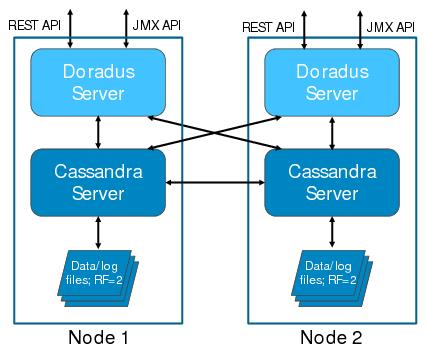 REST API
JMX API
REST API
JMX API
Doradus
Server
Doradus
Server
Cassandra
Server
Cassandra
Server
Data/log
files; RF=2
Data/log
files; RF=2
Node 1
Node 2